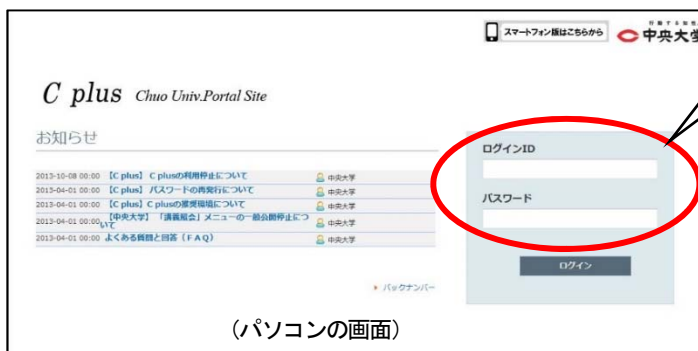 スマートフォン版はこちらから
行動する知性。
中央大学
C plus Chuo Univ.Portal Site
お知らせ
2013-10-08 00:00 【C plus】 C plusの利用停止について 中央大学
2013-04-01 00:00 【C plus】 パスワードの再発行について 中央大学
2013-04-01 00:00 【C plus】C plusの推奨環境について 中央大学
2013-04-01 00:00 【中央大学】「講義照会」メニューの一般公開停止につ
いて 中央大学
2013-04-01 00:00 よくある質問と回答（FAQ） 中央大学
バックナンバー
ログインID
パスワード
ログイン
（パソコンの画面）